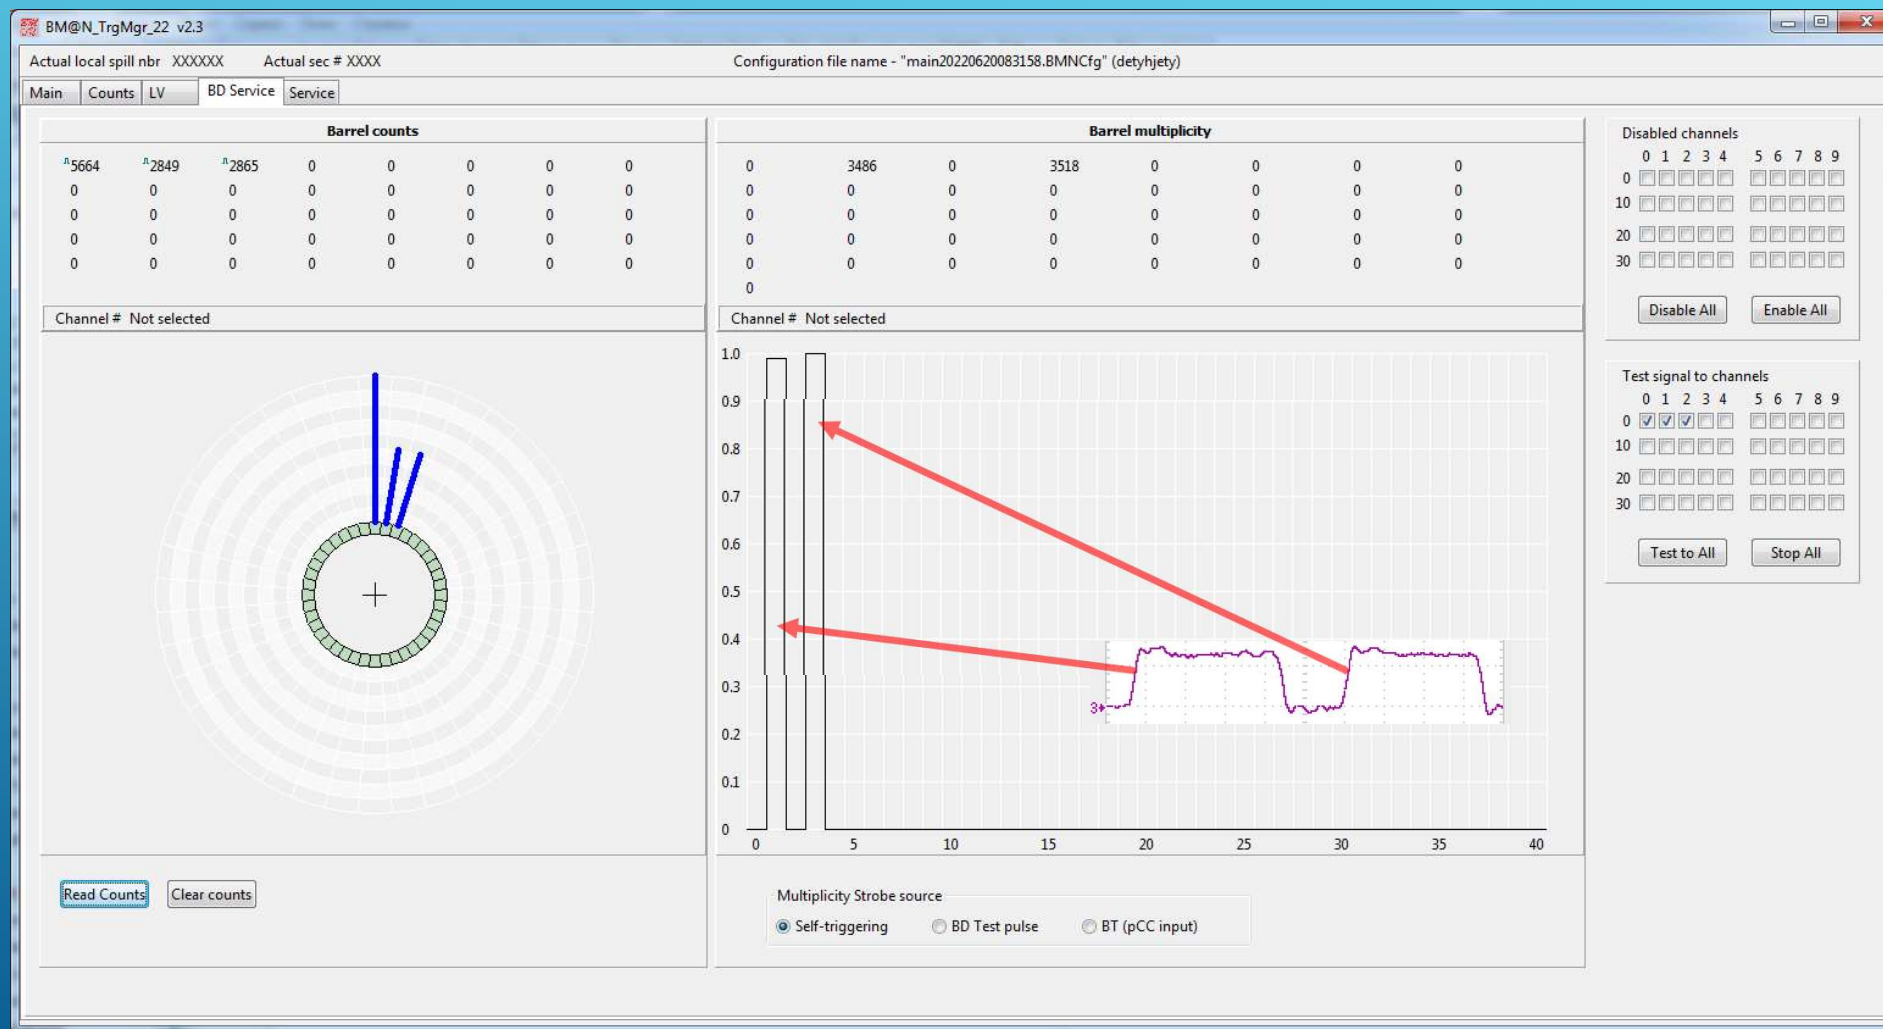 BM@N_TrgMgr_22 v2.3
Actual local spill nbr XXXXXX Actual sec # XXXX Configuration file name - "main20220620083158.BMNCfg" (detyhjety)
Main Counts LV BD Service Service
Barrel counts
5664 2849 2865 0 0 0 0 0
0 0 0 0 0 0 0 0
0 0 0 0 0 0 0 0
0 0 0 0 0 0 0 0
0 0 0 0 0 0 0 0
Channel # Not selected
Read Counts Clear counts
Barrel multiplicity
0 3486 0 3518 0 0 0 0
0 0 0 0 0 0 0 0
0 0 0 0 0 0 0 0
0 0 0 0 0 0 0 0
0 0 0 0 0 0 0 0
0
Channel # Not selected
1.0
0.9
0.8
0.7
0.6
0.5
0.4
0.3
0.2
0.1
0
0 5 10 15 20 25 30 35 40
3
Multiplicity Strobe source
Self-triggering BD Test pulse BT (pCC input)
Disabled channels
0 1 2 3 4 5 6 7 8 9
0
10
20
30
Disable All Enable All
Test signal to channels
0 1 2 3 4 5 6 7 8 9
0
10
20
30
Test to All Stop All